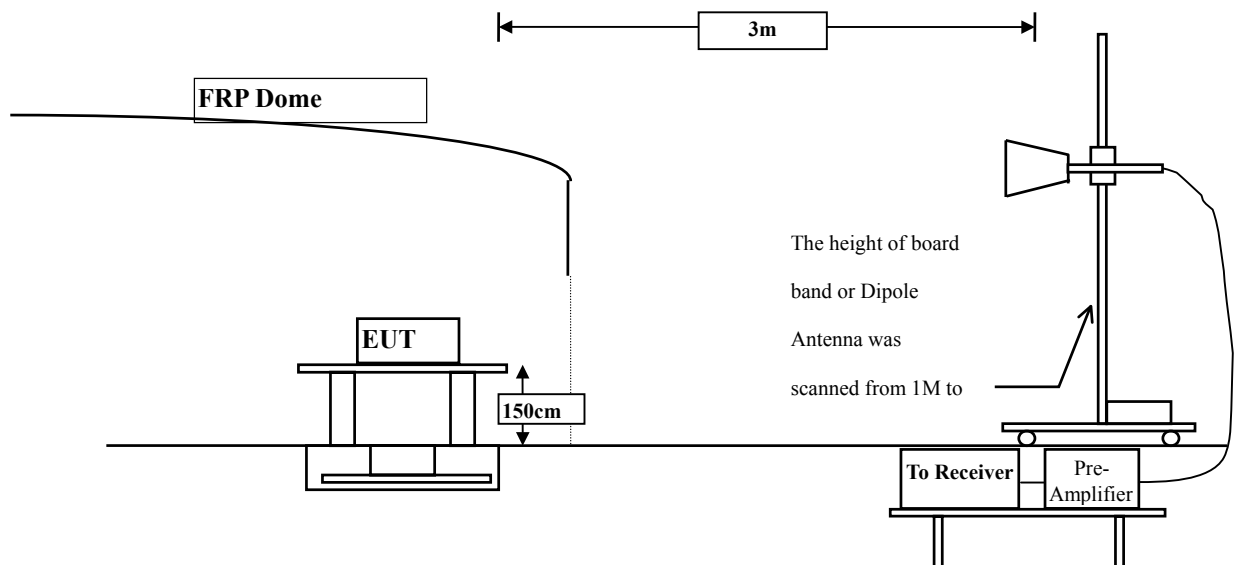 3m
FRP Dome
The height of board
band or Dipole
Antenna was
scanned from 1M to
EUT
150cm
To Receiver
Pre-
Amplifier